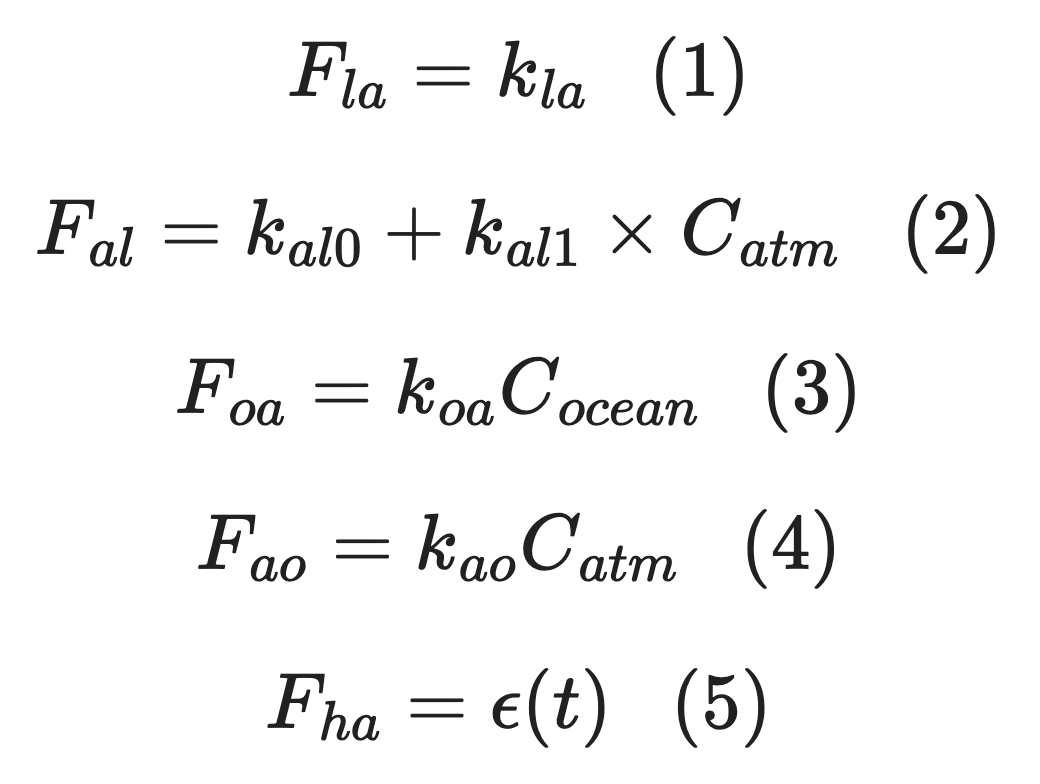 F_{la} = k_{la} (1)
F_{al} = k_{al0} + k_{al1} × C_{atm} (2)
F_{oa} = k_{oa}C_{ocean} (3)
F_{ao} = k_{ao}C_{atm} (4)
F_{ha} = ϵ(t) (5)